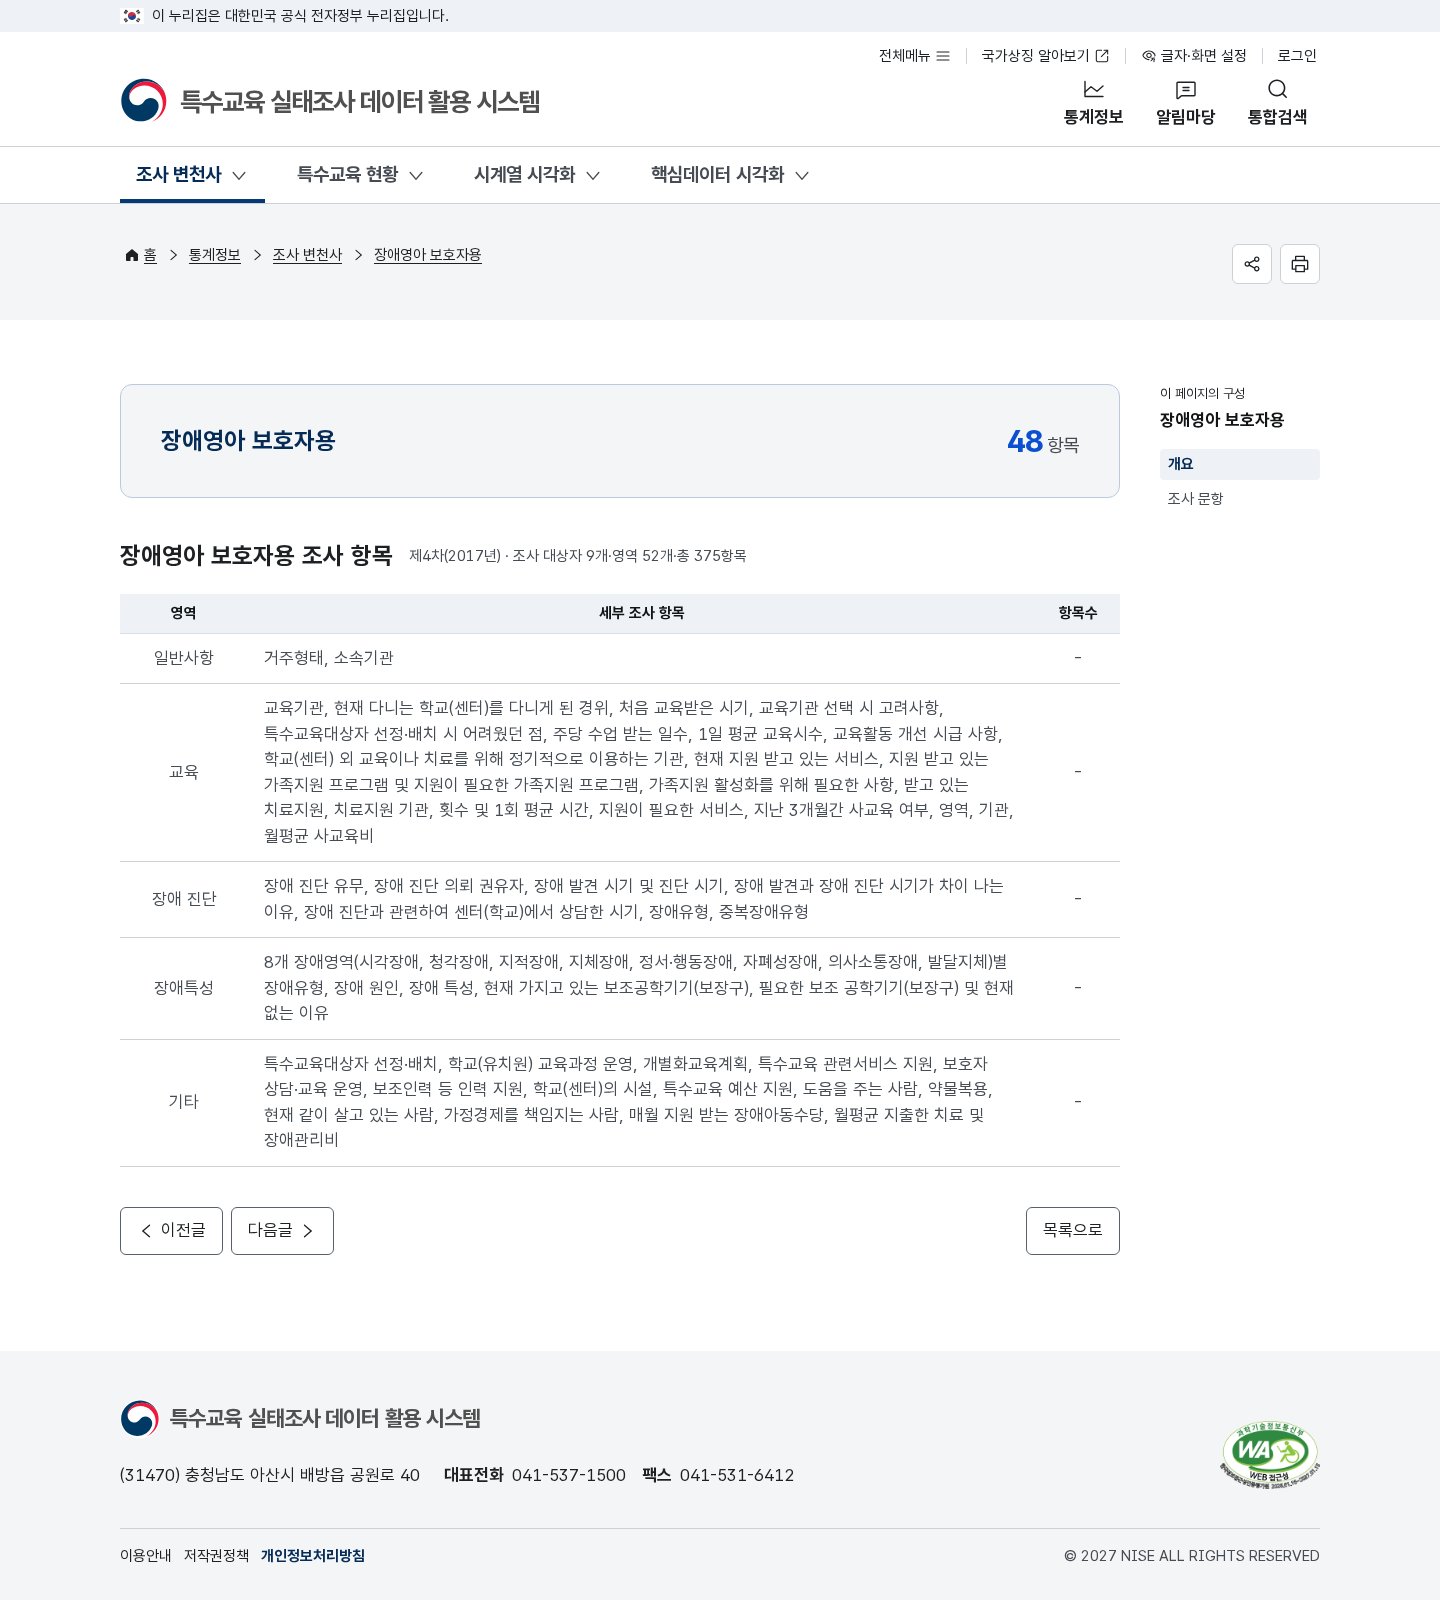 이 누리집은 대한민국 공식 전자정부 누리집입니다.
전체메뉴
국가상징 알아보기
글자·화면 설정
로그인
특수교육 실태조사 데이터 활용 시스템
통계정보
알림마당
통합검색
조사 변천사
특수교육 현황
시계열 시각화
핵심데이터 시각화
홈
통계정보
조사 변천사
장애영아 보호자용
장애영아 보호자용
48 항목
이 페이지의 구성
장애영아 보호자용
개요
조사 문항
장애영아 보호자용 조사 항목
제4차(2017년) · 조사 대상자 9개·영역 52개·총 375항목
영역
세부 조사 항목
항목수
일반사항
거주형태, 소속기관
-
교육
교육기관, 현재 다니는 학교(센터)를 다니게 된 경위, 처음 교육받은 시기, 교육기관 선택 시 고려사항,
특수교육대상자 선정·배치 시 어려웠던 점, 주당 수업 받는 일수, 1일 평균 교육시수, 교육활동 개선 시급 사항,
학교(센터) 외 교육이나 치료를 위해 정기적으로 이용하는 기관, 현재 지원 받고 있는 서비스, 지원 받고 있는
가족지원 프로그램 및 지원이 필요한 가족지원 프로그램, 가족지원 활성화를 위해 필요한 사항, 받고 있는
치료지원, 치료지원 기관, 횟수 및 1회 평균 시간, 지원이 필요한 서비스, 지난 3개월간 사교육 여부, 영역, 기관,
월평균 사교육비
-
장애 진단
장애 진단 유무, 장애 진단 의뢰 권유자, 장애 발견 시기 및 진단 시기, 장애 발견과 장애 진단 시기가 차이 나는
이유, 장애 진단과 관련하여 센터(학교)에서 상담한 시기, 장애유형, 중복장애유형
-
장애특성
8개 장애영역(시각장애, 청각장애, 지적장애, 지체장애, 정서·행동장애, 자폐성장애, 의사소통장애, 발달지체)별
장애유형, 장애 원인, 장애 특성, 현재 가지고 있는 보조공학기기(보장구), 필요한 보조 공학기기(보장구) 및 현재
없는 이유
-
기타
특수교육대상자 선정·배치, 학교(유치원) 교육과정 운영, 개별화교육계획, 특수교육 관련서비스 지원, 보호자
상담·교육 운영, 보조인력 등 인력 지원, 학교(센터)의 시설, 특수교육 예산 지원, 도움을 주는 사람, 약물복용,
현재 같이 살고 있는 사람, 가정경제를 책임지는 사람, 매월 지원 받는 장애아동수당, 월평균 지출한 치료 및
장애관리비
-
이전글
다음글
목록으로
특수교육 실태조사 데이터 활용 시스템
(31470) 충청남도 아산시 배방읍 공원로 40 대표전화 041-537-1500 팩스 041-531-6412
과학기술정보통신부
WA
WEB 접근성
이용안내
저작권정책
개인정보처리방침
© 2027 NISE ALL RIGHTS RESERVED